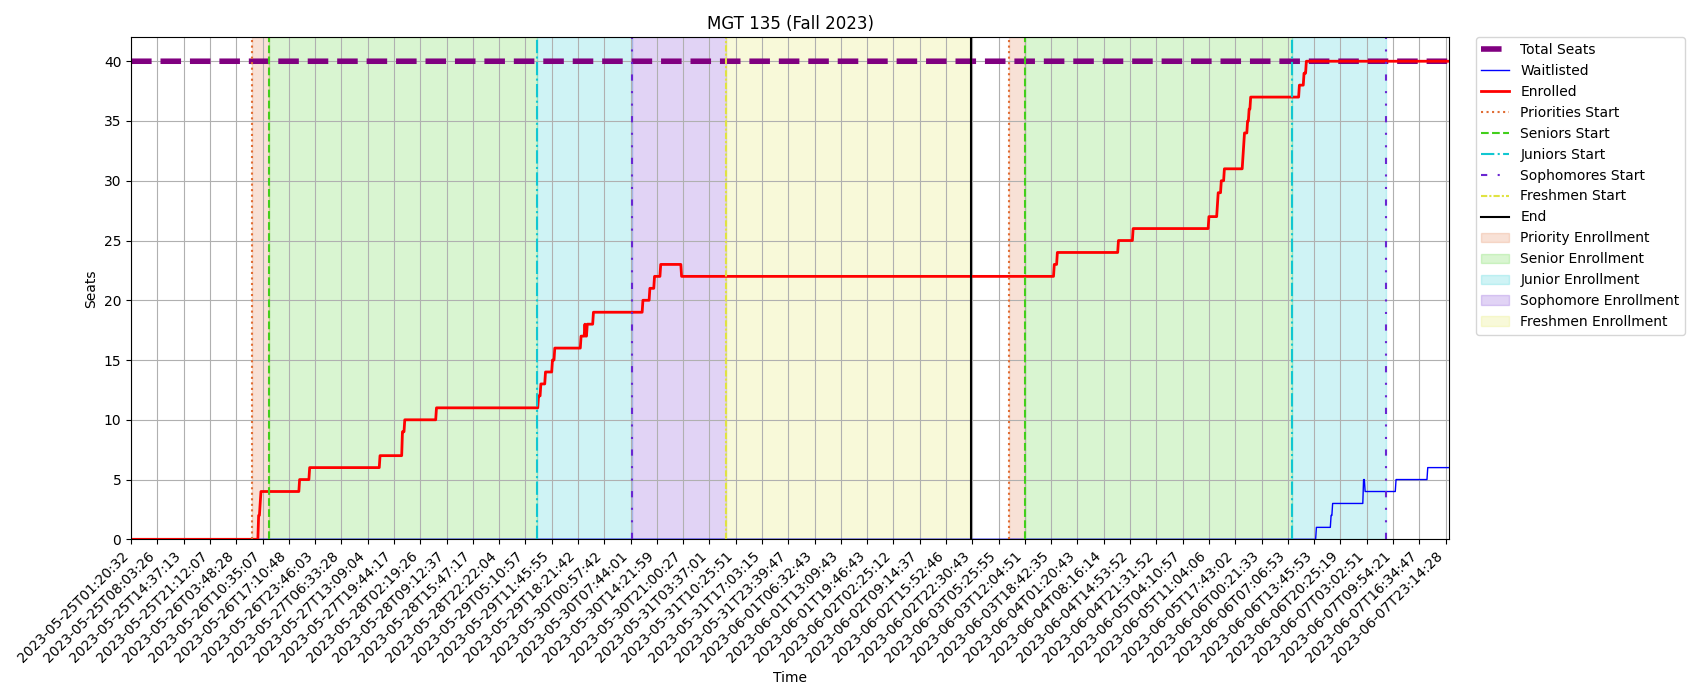 MGT 135 (Fall 2023)
Seats
40
35
30
25
20
15
10
5
0
2023-05-25T01:20:32
2023-05-25T08:03:26
2023-05-25T14:37:13
2023-05-25T21:12:07
2023-05-26T03:48:28
2023-05-26T10:35:07
2023-05-26T17:10:48
2023-05-26T23:46:03
2023-05-27T06:33:28
2023-05-27T13:09:04
2023-05-27T19:44:17
2023-05-28T02:19:26
2023-05-28T09:12:37
2023-05-28T15:47:17
2023-05-28T22:22:04
2023-05-29T05:10:57
2023-05-29T11:45:55
2023-05-29T18:21:42
2023-05-30T00:57:42
2023-05-30T07:44:01
2023-05-30T14:21:59
2023-05-30T21:00:27
2023-05-31T03:37:01
2023-05-31T10:25:51
2023-05-31T17:03:15
2023-05-31T23:39:47
2023-06-01T06:32:43
2023-06-01T13:09:43
2023-06-01T19:46:43
2023-06-02T02:25:12
2023-06-02T09:14:37
2023-06-02T15:52:46
2023-06-02T22:30:43
2023-06-03T05:25:55
2023-06-03T12:04:51
2023-06-03T18:42:35
2023-06-04T01:20:43
2023-06-04T08:16:14
2023-06-04T14:53:52
2023-06-04T21:31:52
2023-06-05T04:10:57
2023-06-05T11:04:06
2023-06-05T17:43:02
2023-06-06T00:21:33
2023-06-06T07:06:53
2023-06-06T13:45:53
2023-06-06T20:25:19
2023-06-07T03:02:51
2023-06-07T09:54:21
2023-06-07T16:34:47
2023-06-07T23:14:28
Time
Total Seats
Waitlisted
Enrolled
Priorities Start
Seniors Start
Juniors Start
Sophomores Start
Freshmen Start
End
Priority Enrollment
Senior Enrollment
Junior Enrollment
Sophomore Enrollment
Freshmen Enrollment